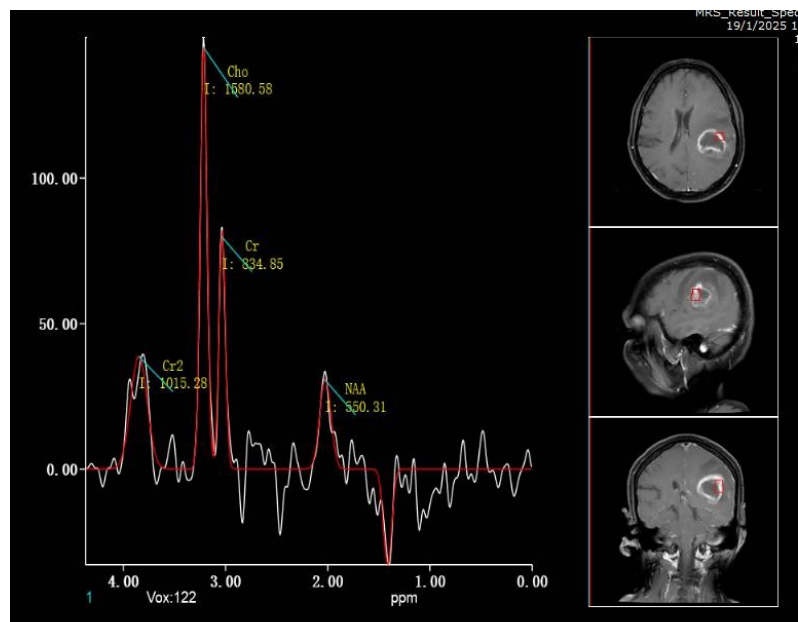 MRS_Result_Spec
19/1/2025 1
1
Cho
I: 1580.58
100.00
Cr
I: 834.85
50.00
Cr2
I: 1015.28
NAA
I: 550.31
0.00
4.00 3.00 2.00 1.00 0.00
1 Vox:122 ppm